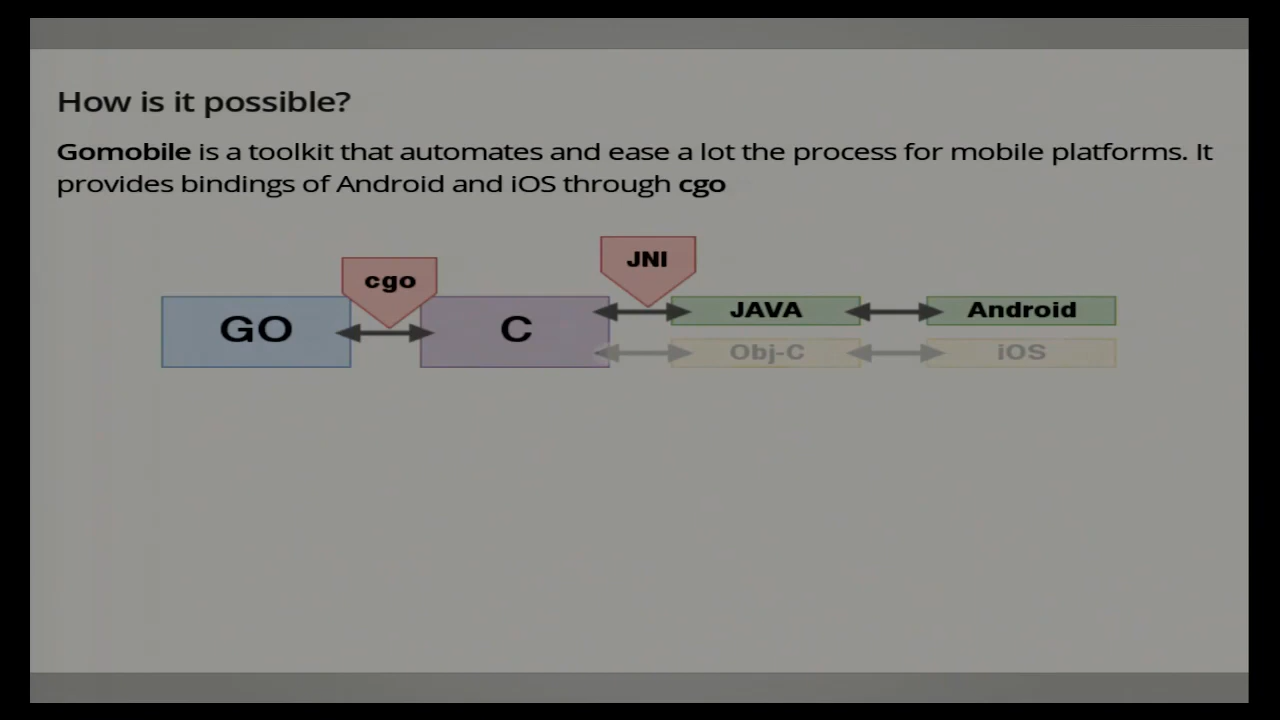 How is it possible?
Gomobile is a toolkit that automates and ease a lot the process for mobile platforms. It
provides bindings of Android and iOS through cgo
JNI
cgo
GO
C
JAVA
Android
Obj-C
iOS